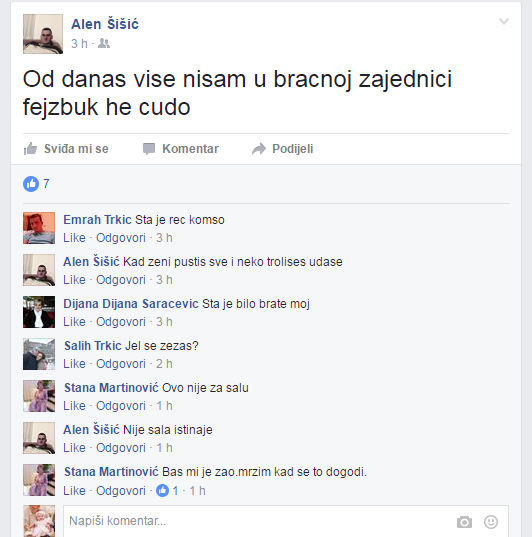 Alen Šišić
3 h ·
Od danas vise nisam u bracnoj zajednici
fejzbuk he cudo
Sviđa mi se Komentar Podijeli
7
Emrah Trkic Sta je rec komso
Like · Odgovori · 3 h
Alen Šišić Kad zeni pustis sve i neko trolises udase
Like · Odgovori · 3 h
Dijana Dijana Saracevic Sta je bilo brate moj
Like · Odgovori · 3 h
Salih Trkic Jel se zezas?
Like · Odgovori · 2 h
Stana Martinović Ovo nije za salu
Like · Odgovori · 1 h
Alen Šišić Nije sala istinaje
Like · Odgovori · 1 h
Stana Martinović Bas mi je zao.mrzim kad se to dogodi.
Like · Odgovori · 1 · 1 h
Napiši komentar...